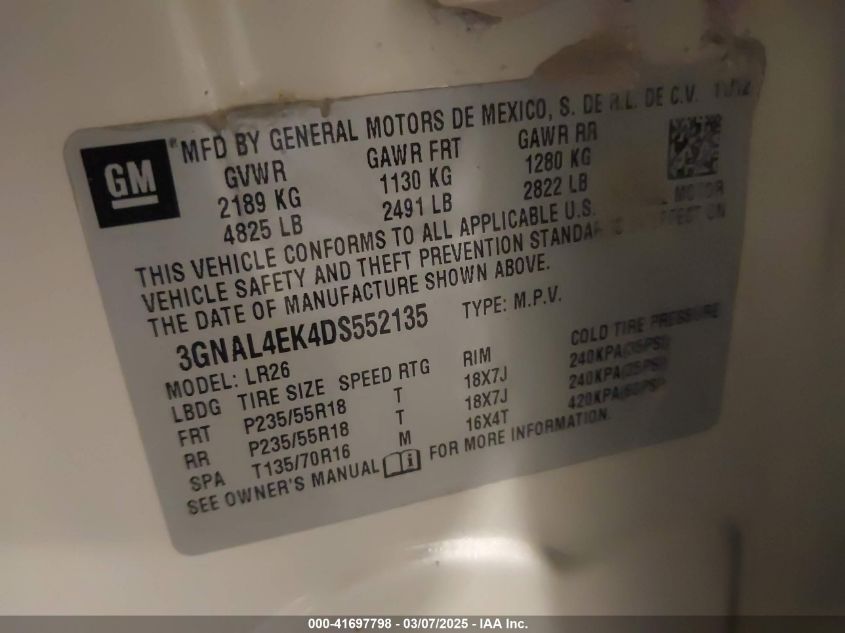 *MFD BY GENERAL MOTORS DE MEXICO, S. DE R.L. DE C.V.
GM
GVWR GAWR FRT GAWR RR
2189 KG 1130 KG 1280 KG
4825 LB 2491 LB 2822 LB
THIS VEHICLE CONFORMS TO ALL APPLICABLE U.S. MOTOR
VEHICLE SAFETY AND THEFT PREVENTION
THE DATE OF MANUFACTURE SHOWN ABOVE.
3GNAL4EK4DS552135 TYPE: M.P.V.
MODEL: LR26
LBDG TIRE SIZE SPEED RTG RIM COLD TIRE PRESSURE
FRT P235/55R18 T 18X7J 240KPA(35PSI)
RR P235/55R18 T 18X7J 240KPA(35PSI)
SPA T135/70R16 M 16X4T 420KPA(60PSI)
SEE OWNER'S MANUAL FOR MORE INFORMATION.
000-41697798 - 03/07/2025 - IAA Inc.